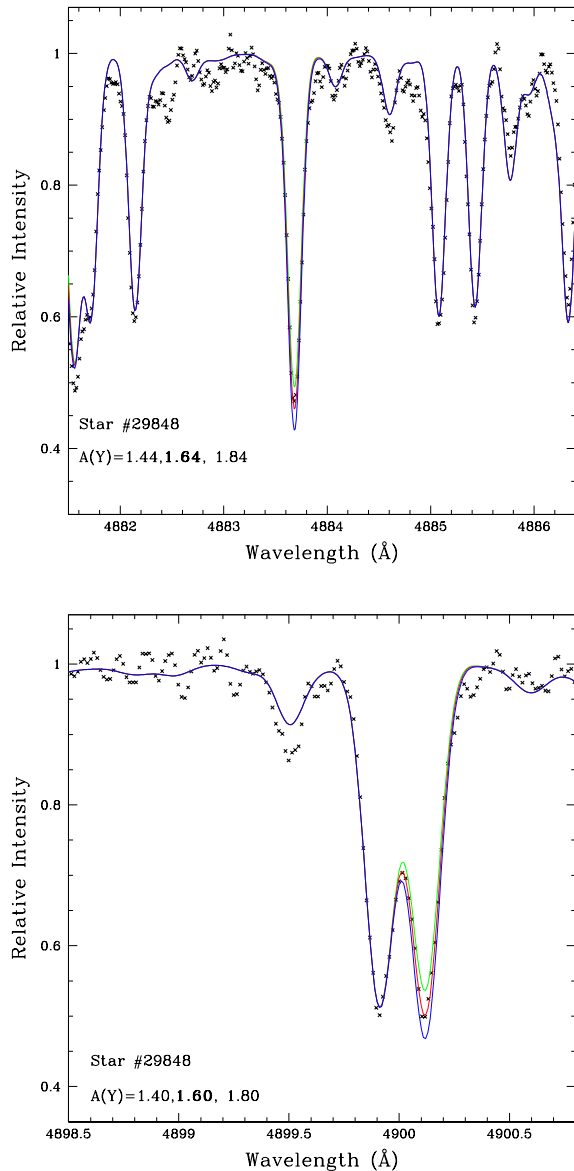 1
0.8
0.6
0.4
Relative Intensity
Star #29848
A(Y)=1.44,1.64, 1.84
4882
4883
4884
4885
4886
Wavelength (Å)
1
0.8
0.6
0.4
Relative Intensity
Star #29848
A(Y)=1.40,1.60, 1.80
4898.5
4899
4899.5
4900
4900.5
Wavelength (Å)